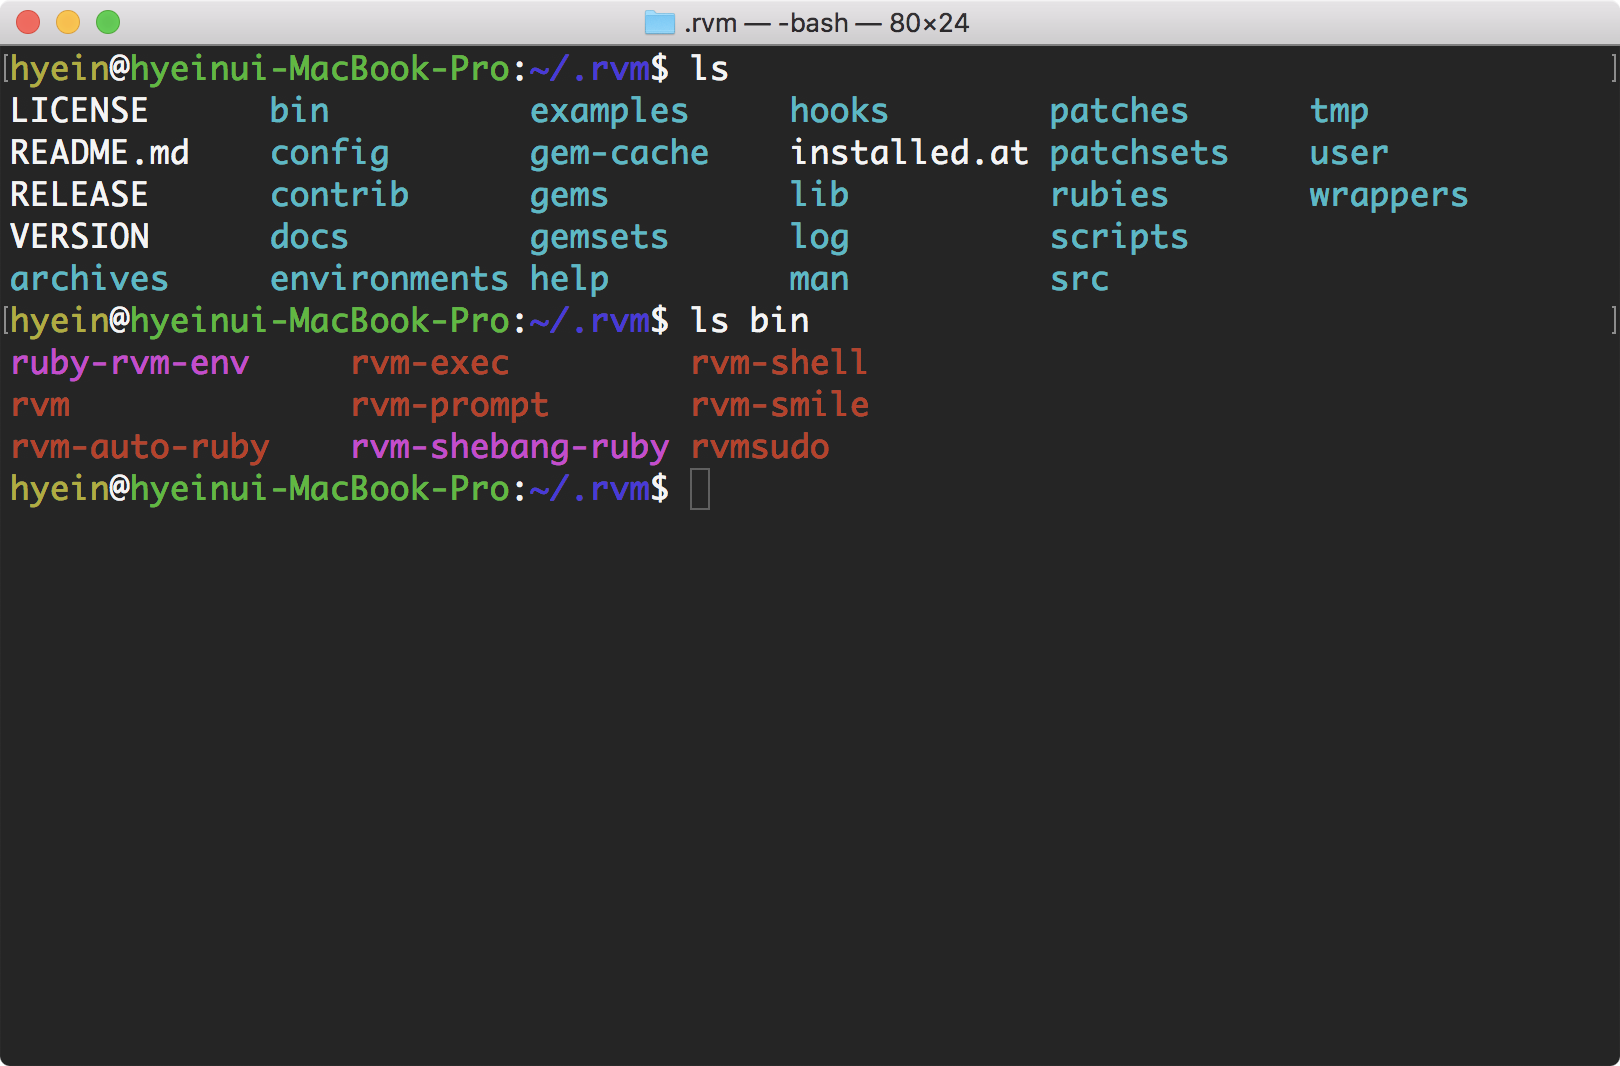 .rvm — -bash — 80×24
[hyein@hyeinui-MacBook-Pro:~/.rvm$ ls ]
LICENSE bin examples hooks patches tmp
README.md config gem-cache installed.at patchsets user
RELEASE contrib gems lib rubies wrappers
VERSION docs gemsets log scripts
archives environments help man src
[hyein@hyeinui-MacBook-Pro:~/.rvm$ ls bin ]
ruby-rvm-env rvm-exec rvm-shell
rvm rvm-prompt rvm-smile
rvm-auto-ruby rvm-shebang-ruby rvmsudo
hyein@hyeinui-MacBook-Pro:~/.rvm$